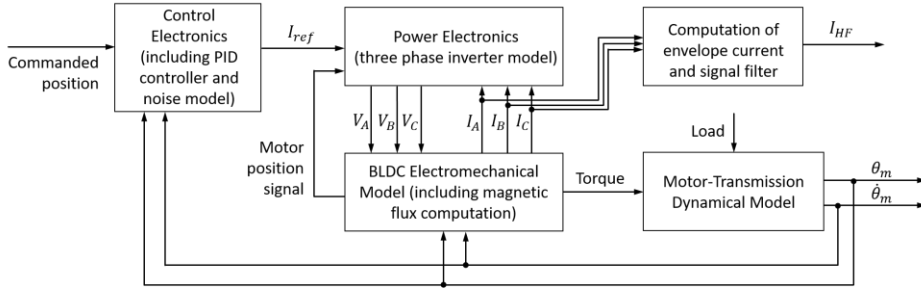 Commanded
position
Control
Electronics
(including PID
controller and
noise model)
I_ref
Power Electronics
(three phase inverter model)
Computation of
envelope current
and signal filter
I_HF
V_A V_B V_C I_A I_B I_C
Motor
position
signal
BLDC Electromechanical
Model (including magnetic
flux computation)
Torque
Load
Motor-Transmission
Dynamical Model
θ_m
θ̇_m